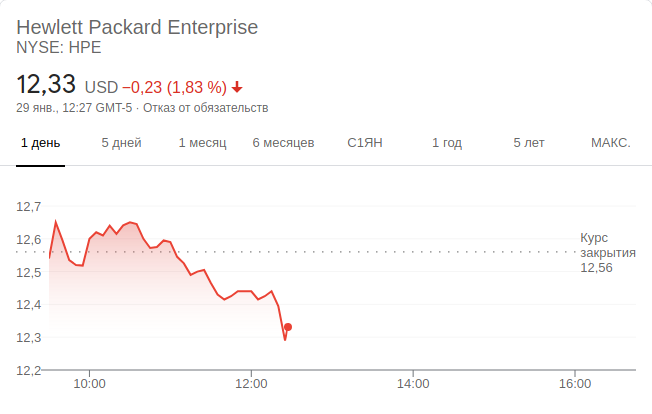 Hewlett Packard Enterprise
NYSE: HPE
12,33 USD −0,23 (1,83 %)
29 янв., 12:27 GMT-5 · Отказ от обязательств
1 день 5 дней 1 месяц 6 месяцев С1ЯН 1 год 5 лет МАКС.
12,7
12,6
Курс
закрытия
12,56
12,5
12,4
12,3
12,2
10:00 12:00 14:00 16:00